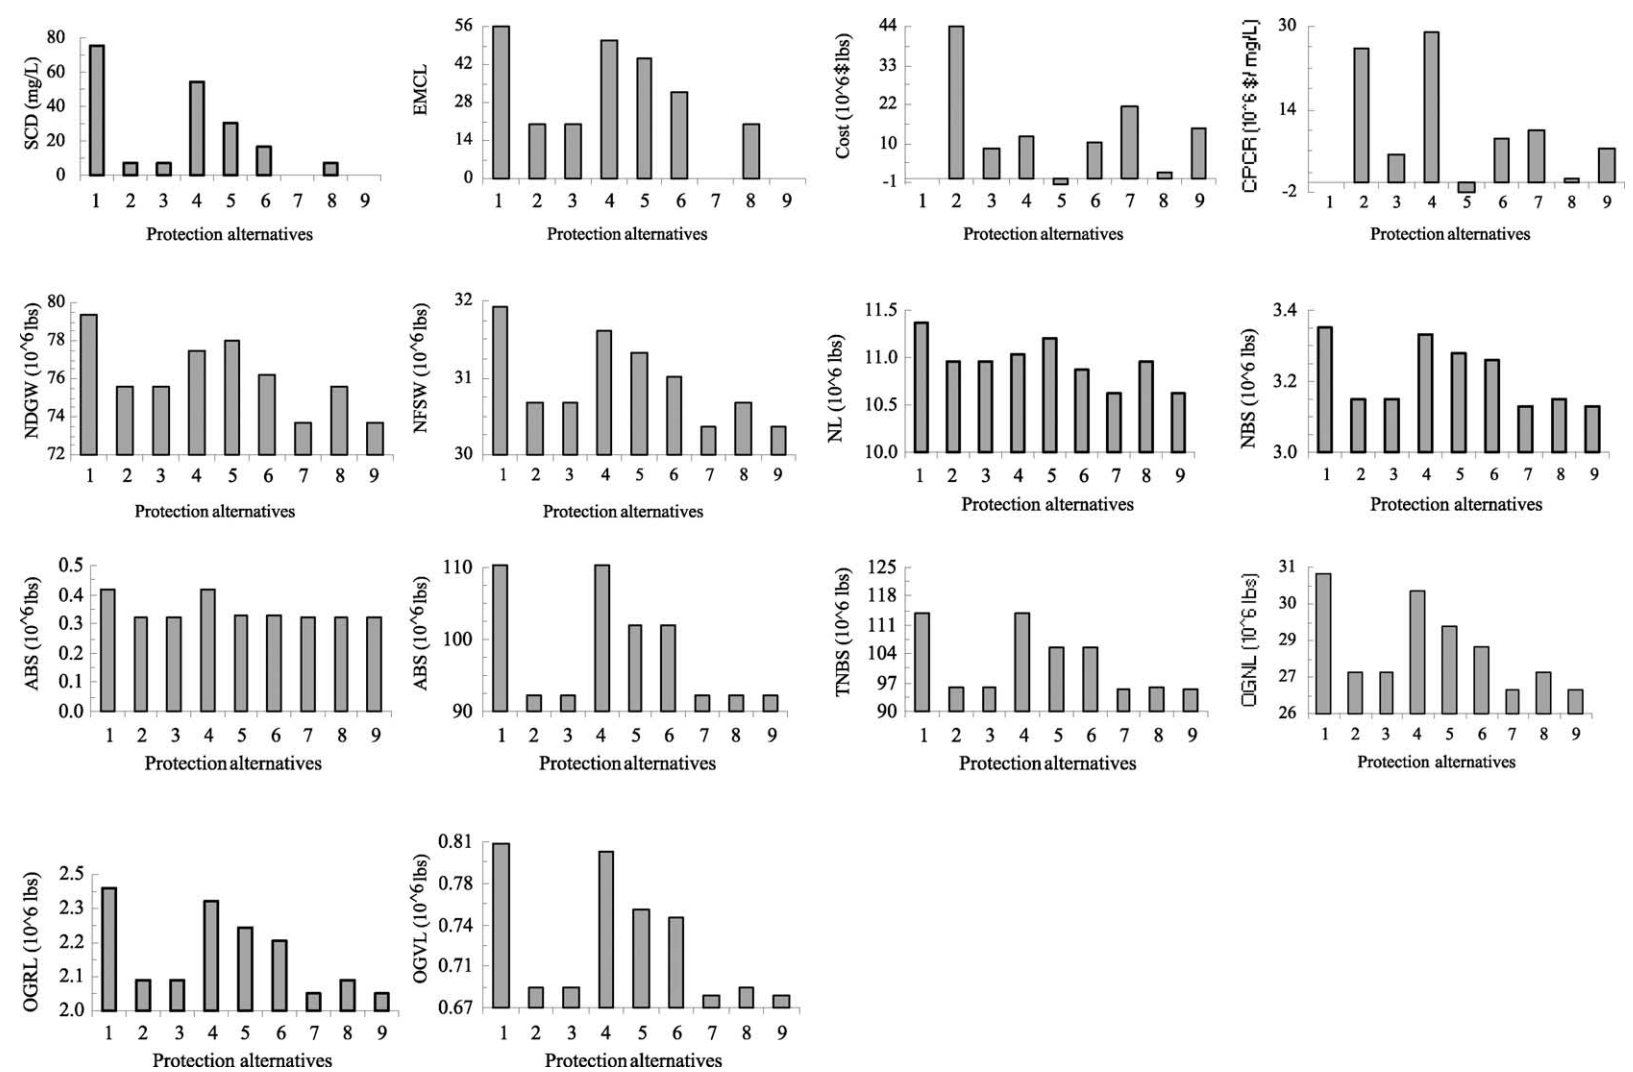 SCD (mg/L)
80
60
40
20
0
1 2 3 4 5 6 7 8 9
Protection alternatives
EMCL
56
42
28
14
0
1 2 3 4 5 6 7 8 9
Protection alternatives
Cost (10^6$lbs)
44
33
22
10
-1
1 2 3 4 5 6 7 8 9
Protection alternatives
CPCR (10^6 $/ mg/L)
30
14
-2
1 2 3 4 5 6 7 8 9
Protection alternatives
NDGW (10^6 lbs)
80
78
76
74
72
1 2 3 4 5 6 7 8 9
Protection alternatives
NFSW (10^6 lbs)
32
31
30
1 2 3 4 5 6 7 8 9
Protection alternatives
NL (10^6 lbs)
11.5
11.0
10.5
10.0
1 2 3 4 5 6 7 8 9
Protection alternatives
NBS (10^6 lbs)
3.4
3.2
3.0
1 2 3 4 5 6 7 8 9
Protection alternatives
ABS (10^6 lbs)
0.5
0.4
0.3
0.2
0.1
0.0
1 2 3 4 5 6 7 8 9
Protection alternatives
ABS (10^6 lbs)
110
100
90
1 2 3 4 5 6 7 8 9
Protection alternatives
TNBS (10^6 lbs)
125
118
111
104
97
90
1 2 3 4 5 6 7 8 9
Protection alternatives
OGNL (10^6 lbs)
31
30
29
27
26
1 2 3 4 5 6 7 8 9
Protection alternatives
OGRL (10^6 lbs)
2.5
2.3
2.2
2.1
2.0
1 2 3 4 5 6 7 8 9
Protection alternatives
OGVL (10^6 lbs)
0.81
0.78
0.74
0.71
0.67
1 2 3 4 5 6 7 8 9
Protection alternatives